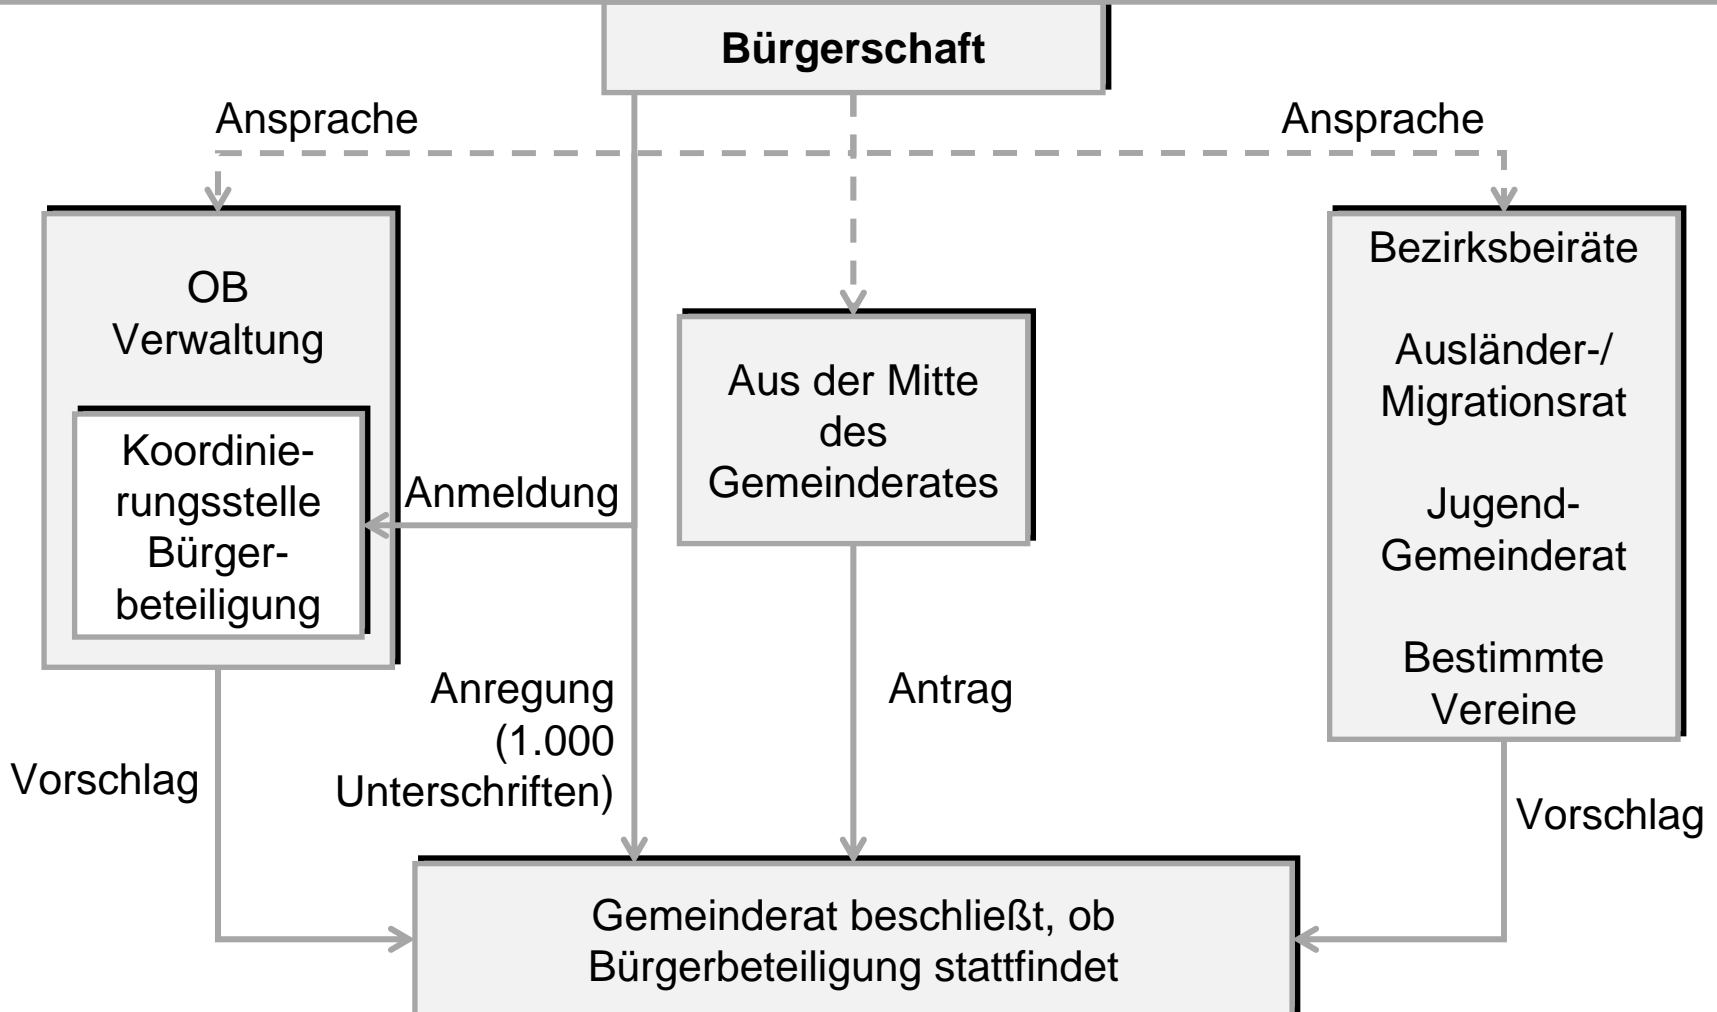 Bürgerschaft
Ansprache
Ansprache
OB
Verwaltung
Koordinie-
rungsstelle
Bürger-
beteiligung
Anmeldung
Aus der Mitte
des
Gemeinderates
Bezirksbeiräte
Ausländer-/
Migrationsrat
Jugend-
Gemeinderat
Bestimmte
Vereine
Vorschlag
Anregung
(1.000
Unterschriften)
Antrag
Vorschlag
Gemeinderat beschließt, ob
Bürgerbeteiligung stattfindet